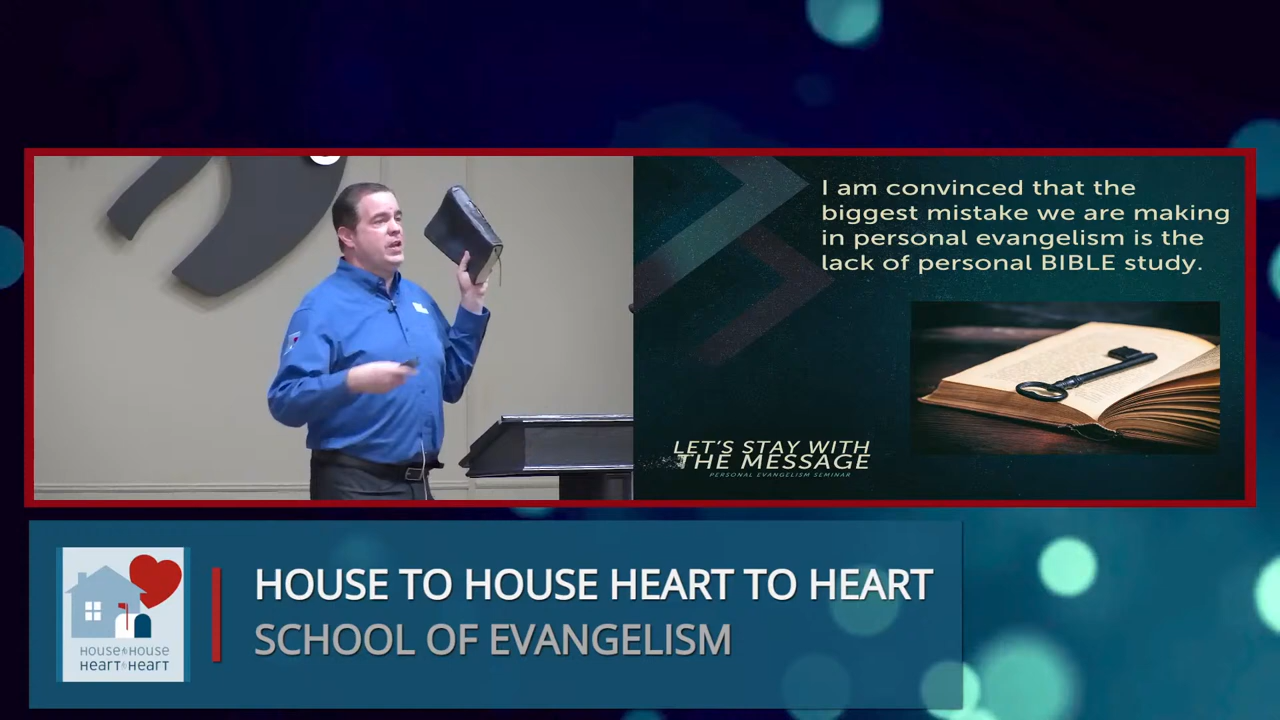 I am convinced that the
biggest mistake we are making
in personal evangelism is the
lack of personal BIBLE study.
LET'S STAY WITH
THE MESSAGE
PERSONAL EVANGELISM SEMINAR
HOUSE TO HOUSE HEART TO HEART
SCHOOL OF EVANGELISM
House to House
Heart to Heart